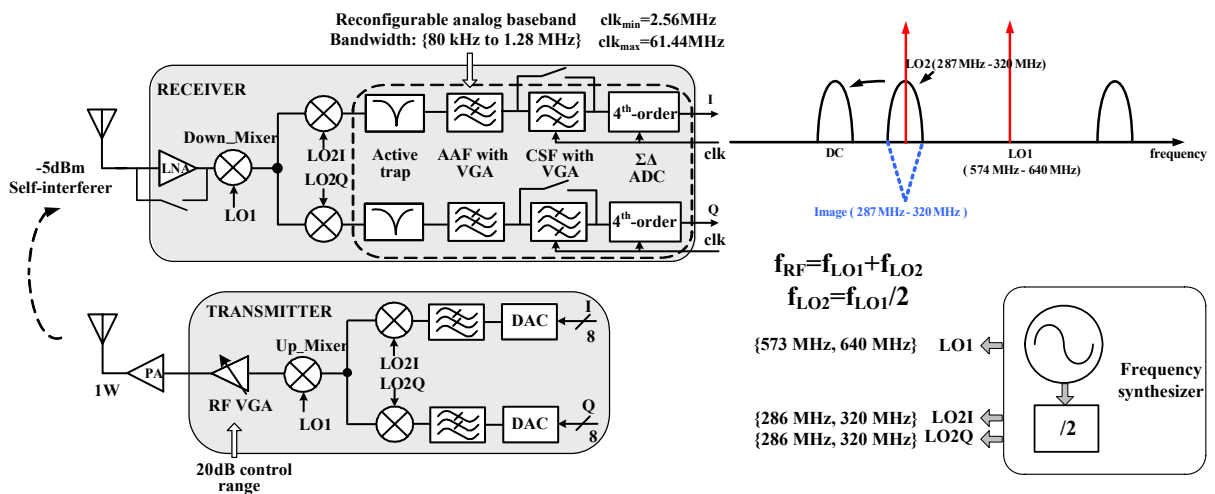 Reconfigurable analog baseband
Bandwidth: {80 kHz to 1.28 MHz}
clkmin=2.56MHz
clkmax=61.44MHz
RECEIVER
-5dBm
Self-interferer
LNA
Down_Mixer
LO1
LO2I
LO2Q
Active
trap
AAF with
VGA
CSF with
VGA
4th-order
ΣΔ
ADC
4th-order
I
clk
Q
clk
LO2 (287MHz -320MHz)
DC
LO1
(574 MHz - 640 MHz)
frequency
Image ( 287 MHz - 320 MHz )
fRF=fLO1+fLO2
fLO2=fLO1/2
TRANSMITTER
1W
PA
RF VGA
Up_Mixer
LO1
LO2I
LO2Q
DAC
I
8
DAC
Q
8
20dB control
range
{573 MHz, 640 MHz} LO1
{286 MHz, 320 MHz} LO2I
{286 MHz, 320 MHz} LO2Q
/2
Frequency
synthesizer